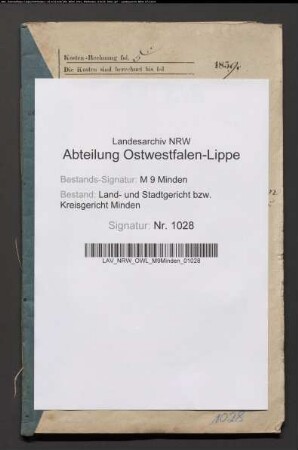 Kosten-Rechnung fol.
Die Kosten sind berechnet bis fol.
185
Landesarchiv NRW
Abteilung Ostwestfalen-Lippe
Bestands-Signatur: M 9 Minden
Bestand: Land- und Stadtgericht bzw.
Kreisgericht Minden
Signatur: Nr. 1028
LAV_NRW_OWL_M9Minden_01028
1028